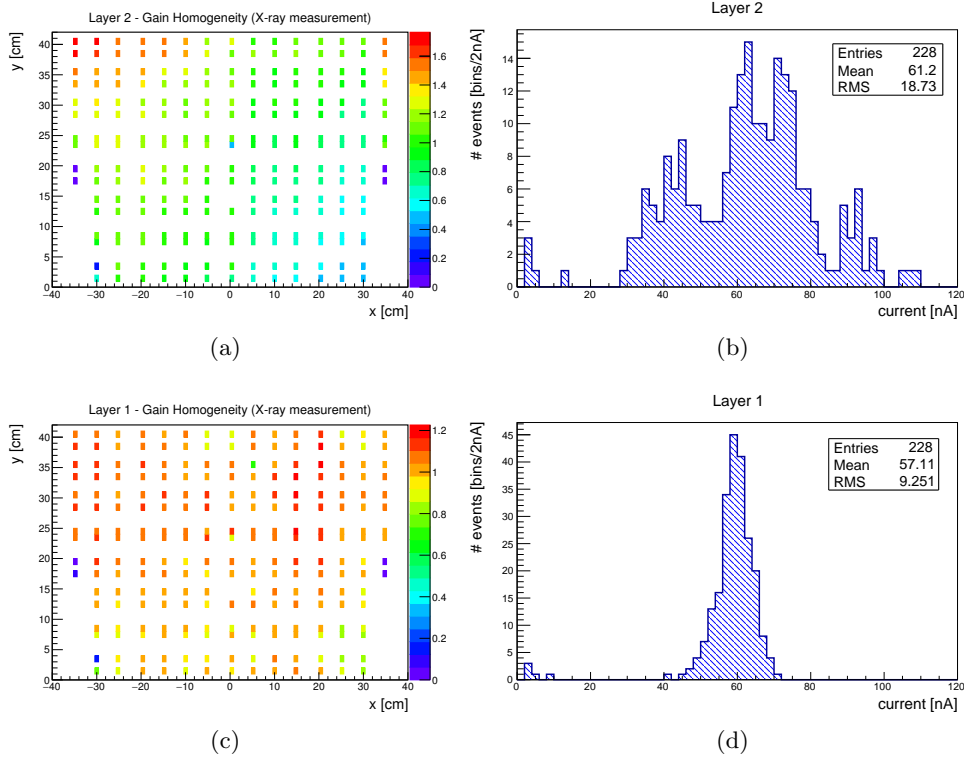 Layer 2 - Gain Homogeneity (X-ray measurement)
y [cm]
40
35
30
25
20
15
10
5
0
−40 −30 −20 −10 0 10 20 30 40
x [cm]
1.6
1.4
1.2
1
0.8
0.6
0.4
0.2
0
(a)
Layer 2
# events [bins/2nA]
14
12
10
8
6
4
2
0
0 20 40 60 80 100 120
current [nA]
Entries 228
Mean 61.2
RMS 18.73
(b)
Layer 1 - Gain Homogeneity (X-ray measurement)
y [cm]
40
35
30
25
20
15
10
5
0
−40 −30 −20 −10 0 10 20 30 40
x [cm]
1.2
1
0.8
0.6
0.4
0.2
0
(c)
Layer 1
# events [bins/2nA]
45
40
35
30
25
20
15
10
5
0
0 20 40 60 80 100 120
current [nA]
Entries 228
Mean 57.11
RMS 9.251
(d)